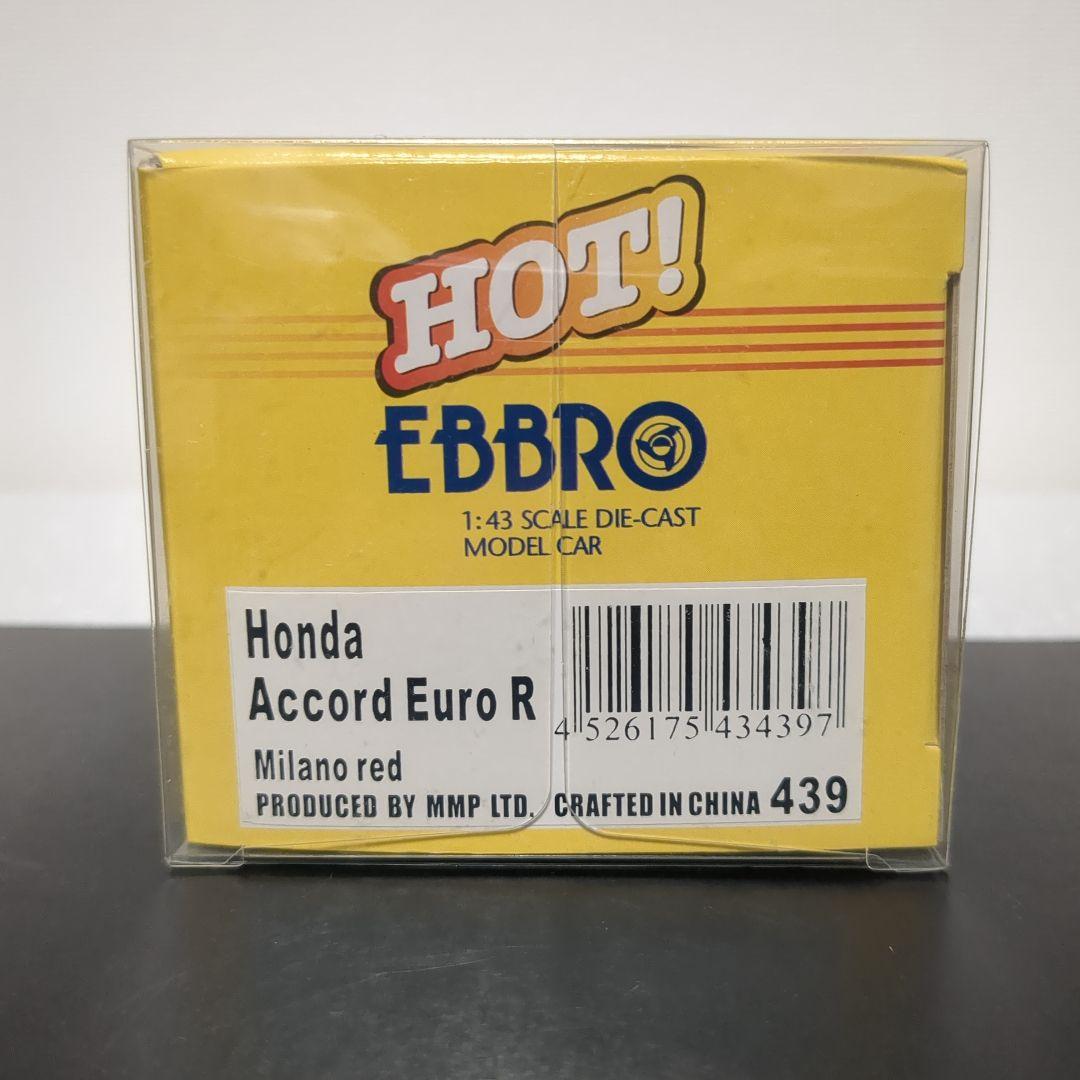 HOT!
EBBRO
1:43 SCALE DIE-CAST
MODEL CAR
Honda
Accord Euro R
4 526175 434397
Milano red
PRODUCED BY MMP LTD. CRAFTED IN CHINA 439